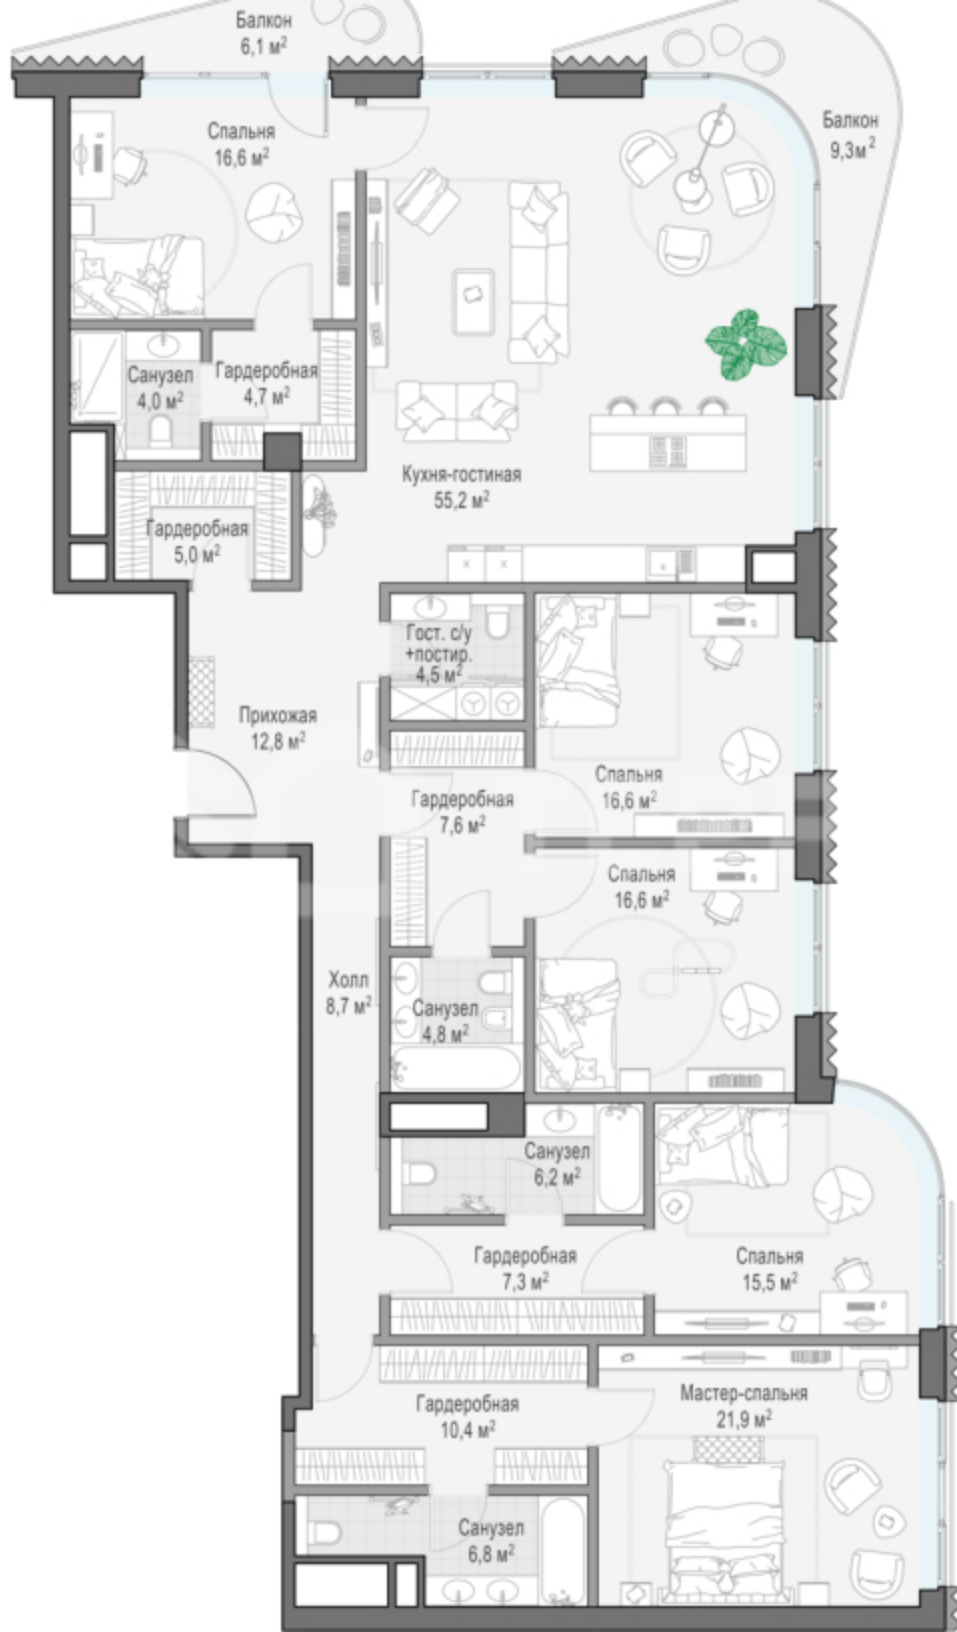 Балкон
6,1 м²
Спальня
16,6 м²
Балкон
9,3м²
Санузел
4,0 м²
Гардеробная
4,7 м²
Кухня-гостиная
55,2 м²
Гардеробная
5,0 м²
Гост. с/у
+постир.
4,5 м²
Прихожая
12,8 м²
Спальня
16,6 м²
Гардеробная
7,6 м²
Спальня
16,6 м²
Холл
8,7 м²
Санузел
4,8 м²
Санузел
6,2 м²
Гардеробная
7,3 м²
Спальня
15,5 м²
Гардеробная
10,4 м²
Мастер-спальня
21,9 м²
Санузел
6,8 м²